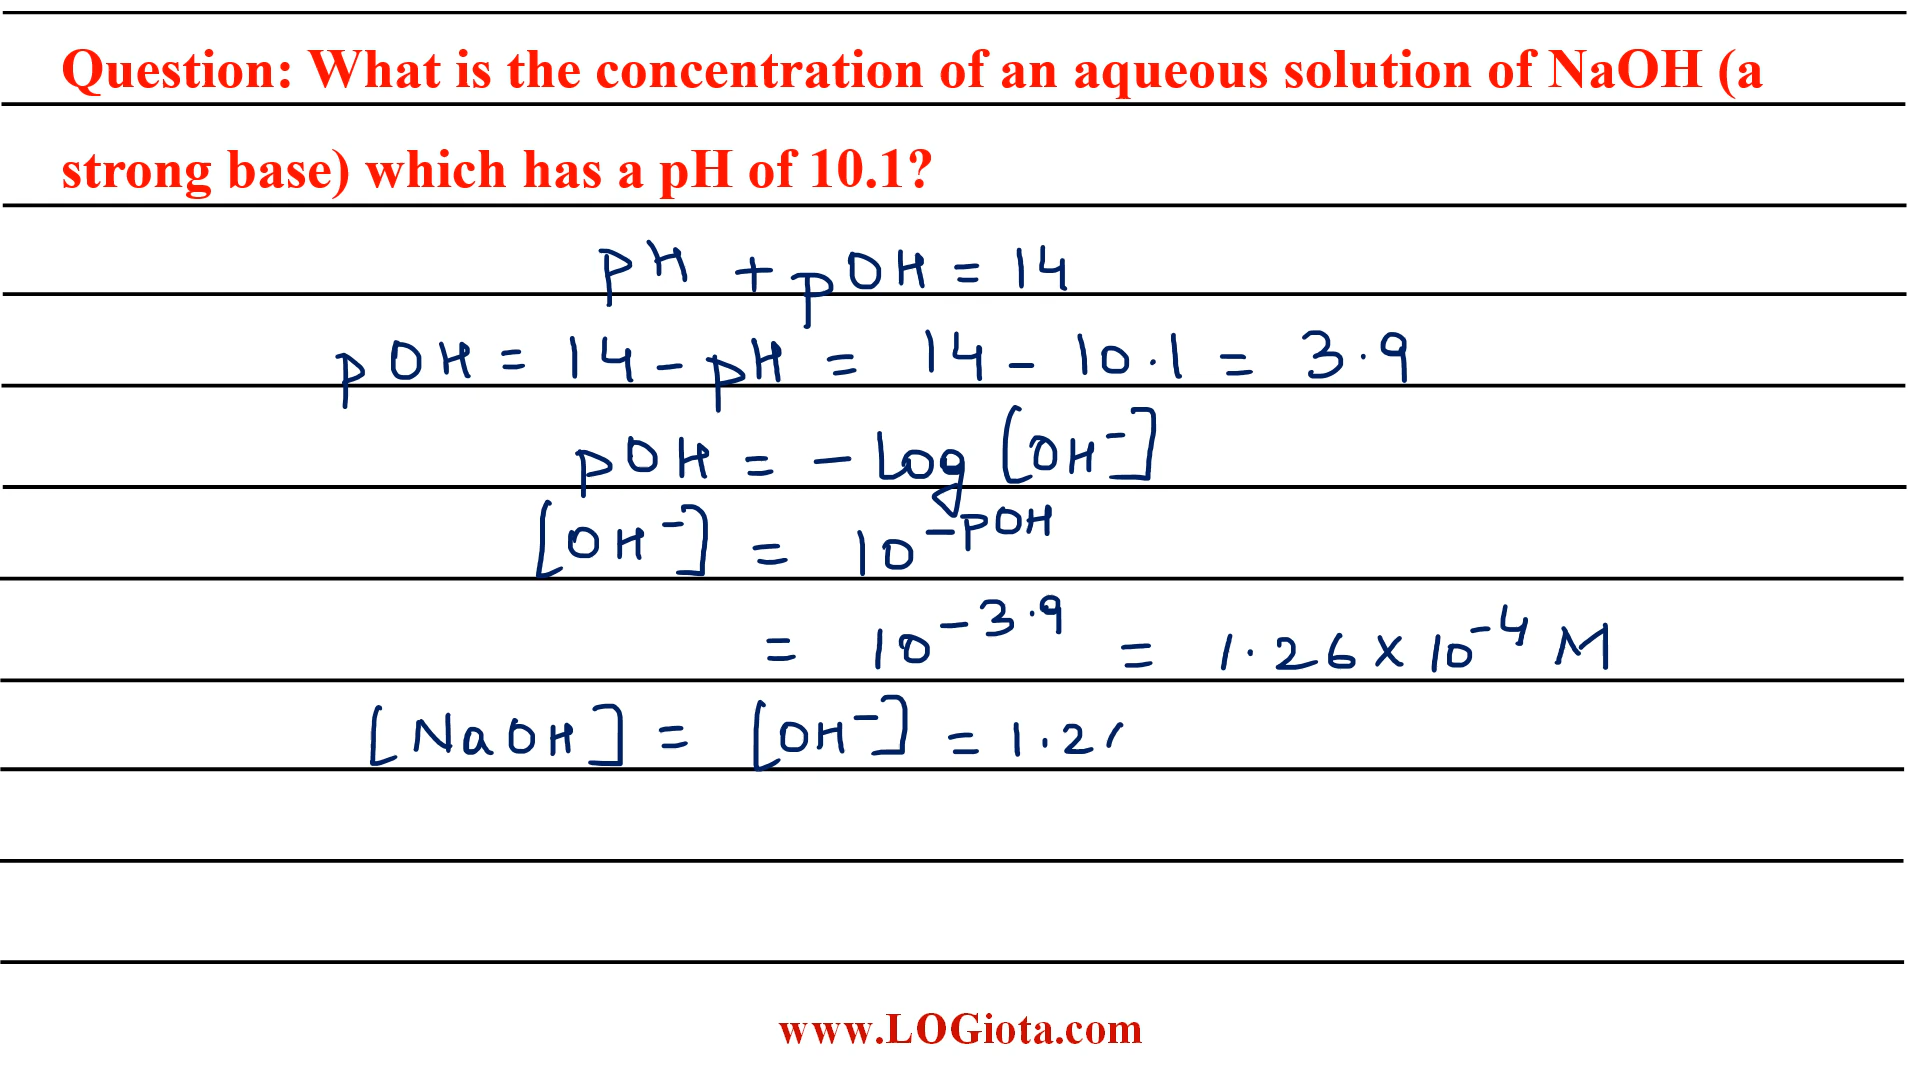 Question: What is the concentration of an aqueous solution of NaOH (a
strong base) which has a pH of 10.1?
pH + pOH = 14
pOH = 14 - pH = 14 - 10.1 = 3.9
pOH = - log [OH⁻]
[OH⁻] = 10^-pOH
= 10^-3.9 = 1.26 × 10^-4 M
[NaOH] = [OH⁻] = 1.2
www.LOGiota.com